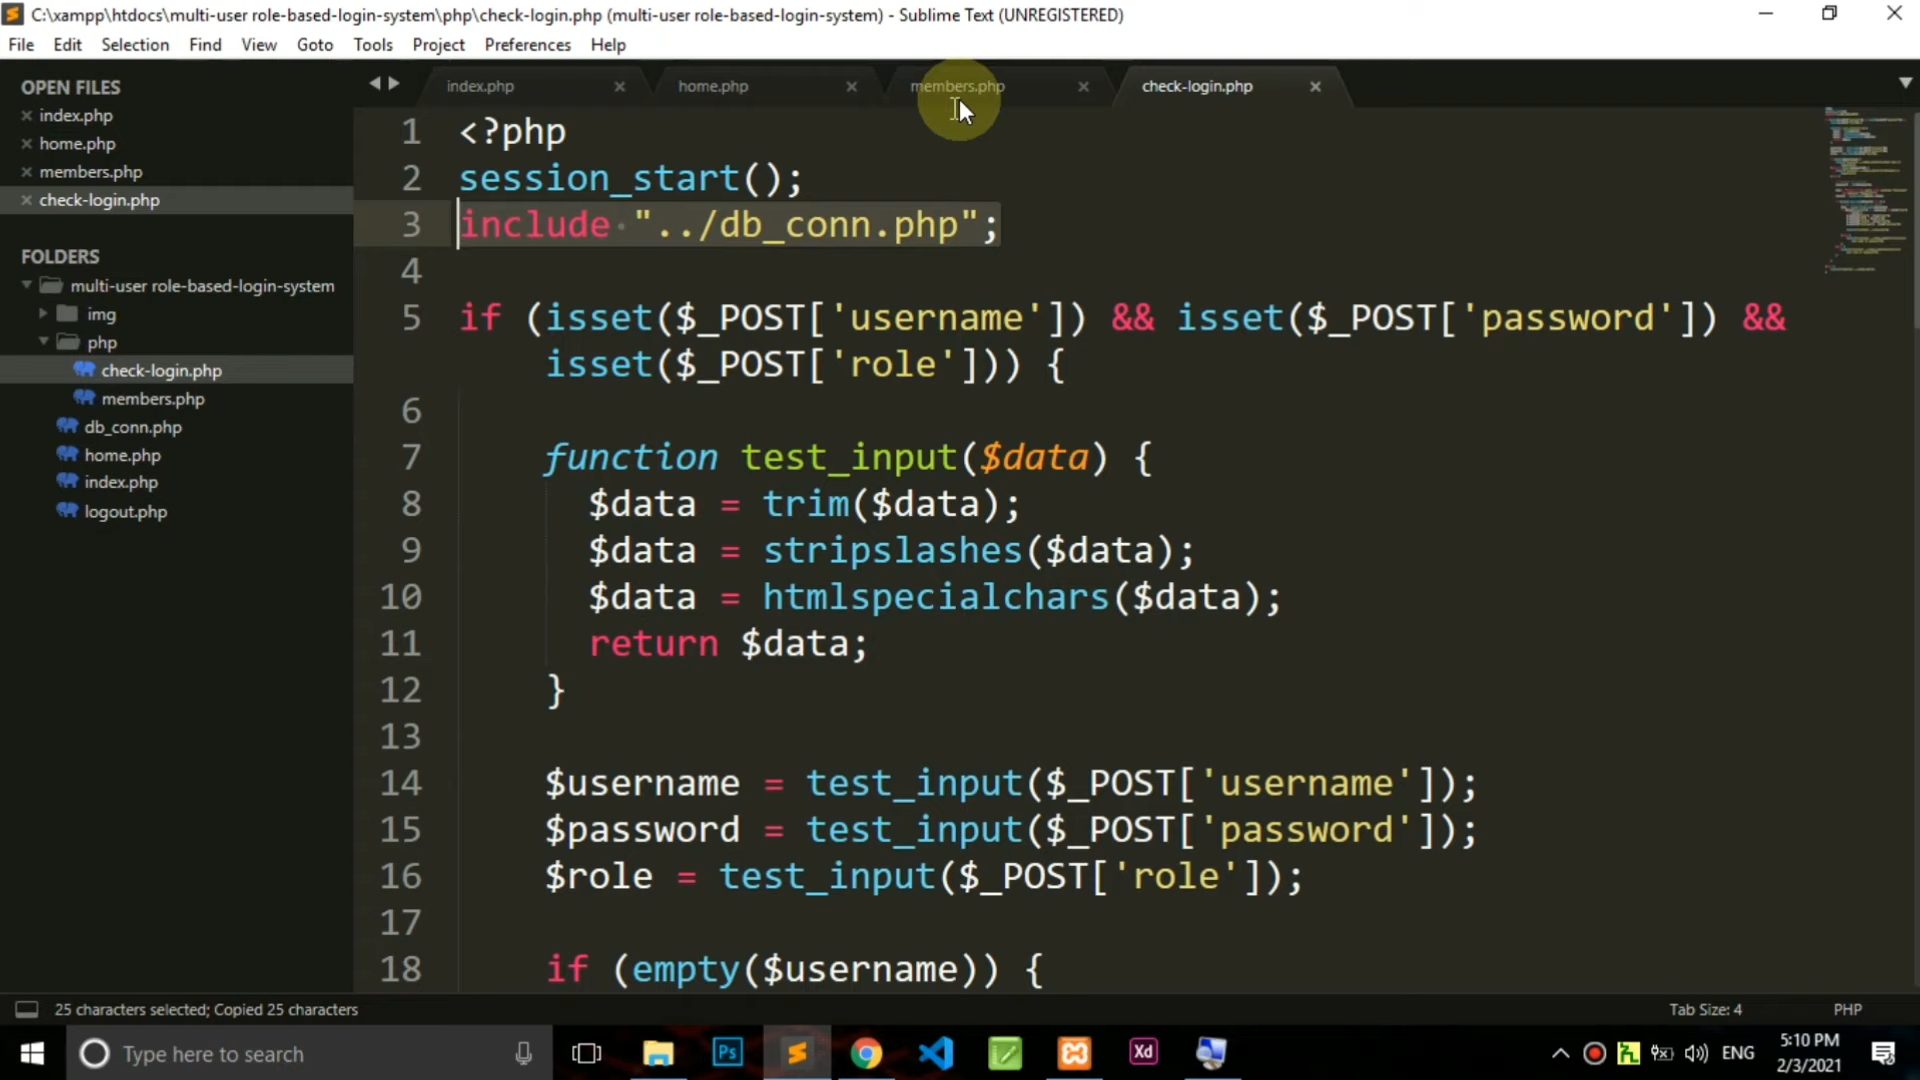 C:\xampp\htdocs\multi-user role-based-login-system\php\check-login.php (multi-user role-based-login-system) - Sublime Text (UNREGISTERED)
File Edit Selection Find View Goto Tools Project Preferences Help
OPEN FILES
index.php
home.php
members.php
check-login.php
FOLDERS
multi-user role-based-login-system
img
php
check-login.php
members.php
db_conn.php
home.php
index.php
logout.php
index.php home.php members.php check-login.php
1 <?php
2 session_start();
3 include "../db_conn.php";
4
5 if (isset($_POST['username']) && isset($_POST['password']) &&
isset($_POST['role'])) {
6
7 function test_input($data) {
8 $data = trim($data);
9 $data = stripslashes($data);
10 $data = htmlspecialchars($data);
11 return $data;
12 }
13
14 $username = test_input($_POST['username']);
15 $password = test_input($_POST['password']);
16 $role = test_input($_POST['role']);
17
18 if (empty($username)) {
25 characters selected; Copied 25 characters
Tab Size: 4 PHP
Type here to search
Ps
Xd
ENG
5:10 PM
2/3/2021